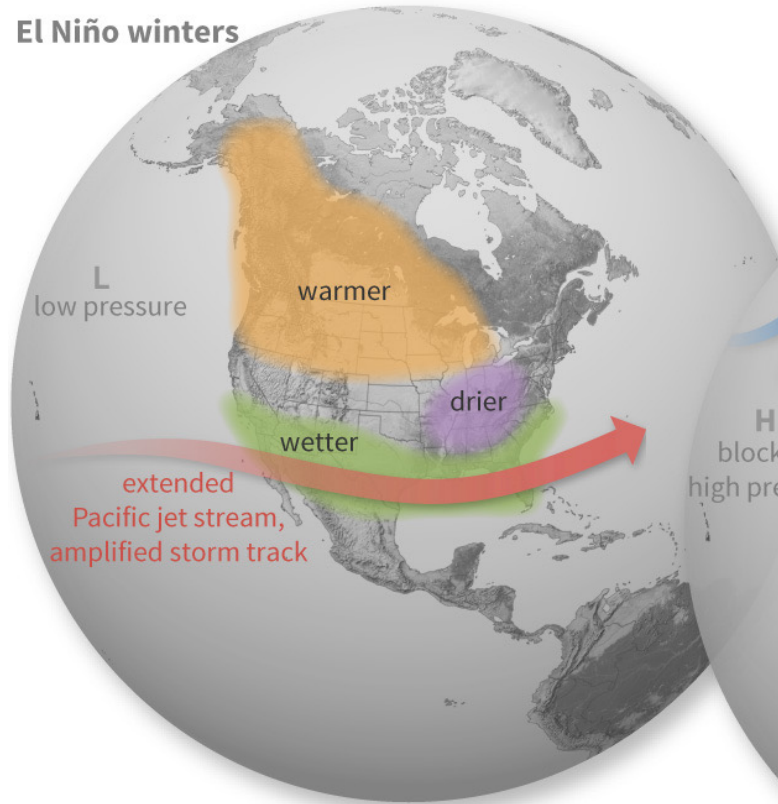 El Niño winters
L
low pressure
warmer
drier
wetter
extended
Pacific jet stream,
amplified storm track
H
block
high pre